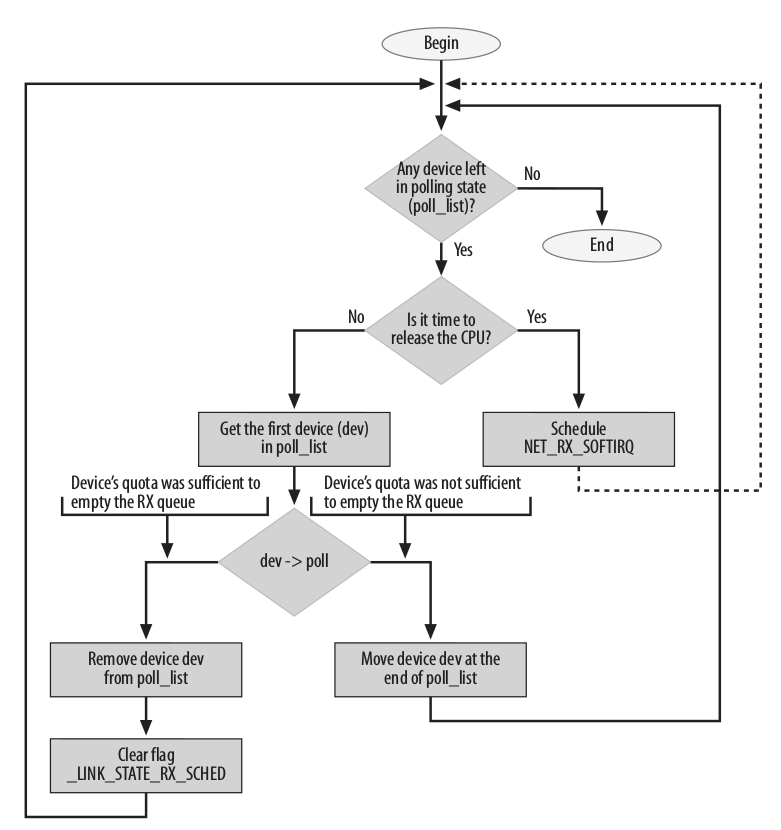 Begin
Any device left
in polling state
(poll_list)?
No
End
Yes
Is it time to
release the CPU?
No
Yes
Get the first device (dev)
in poll_list
Schedule
NET_RX_SOFTIRQ
Device's quota was sufficient to
empty the RX queue
Device's quota was not sufficient
to empty the RX queue
dev -> poll
Remove device dev
from poll_list
Move device dev at the
end of poll_list
Clear flag
_LINK_STATE_RX_SCHED